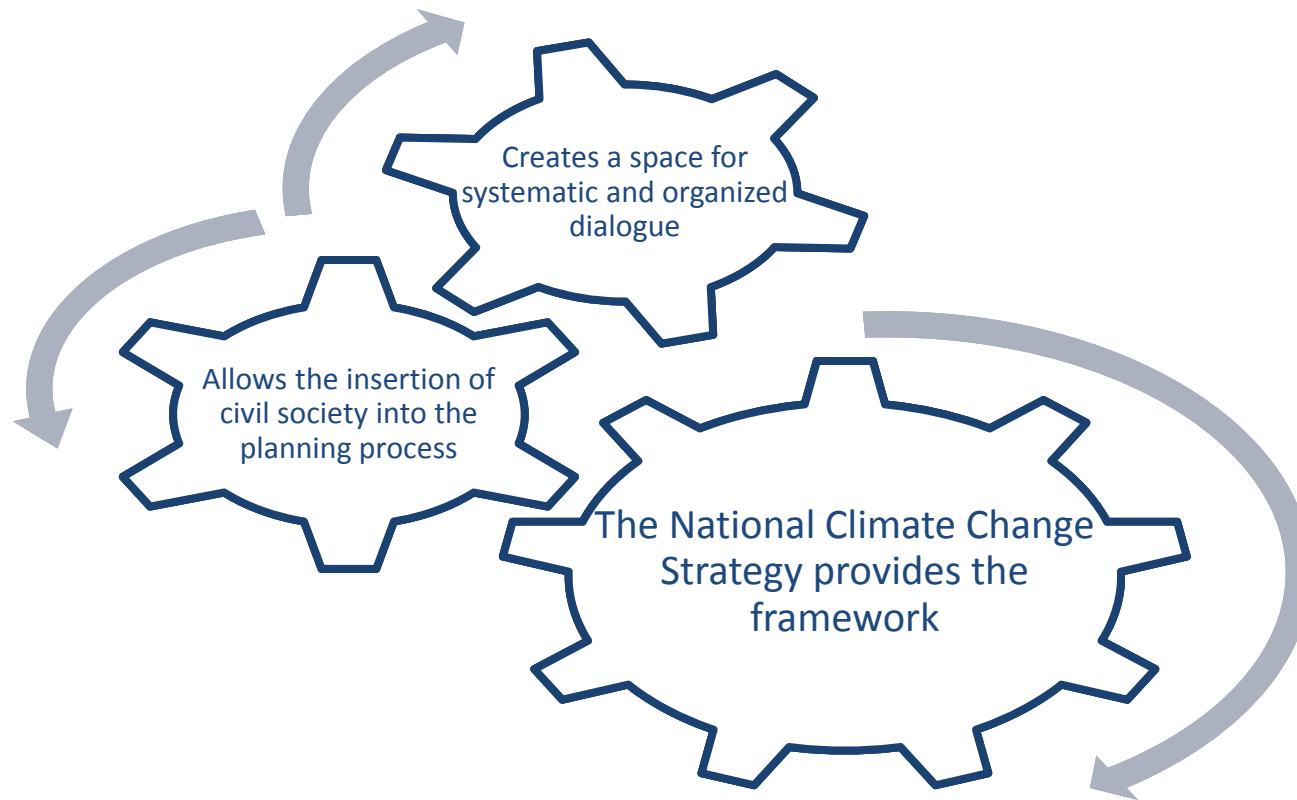 Creates a space for
systematic and organized
dialogue
Allows the insertion of
civil society into the
planning process
The National Climate Change
Strategy provides the
framework